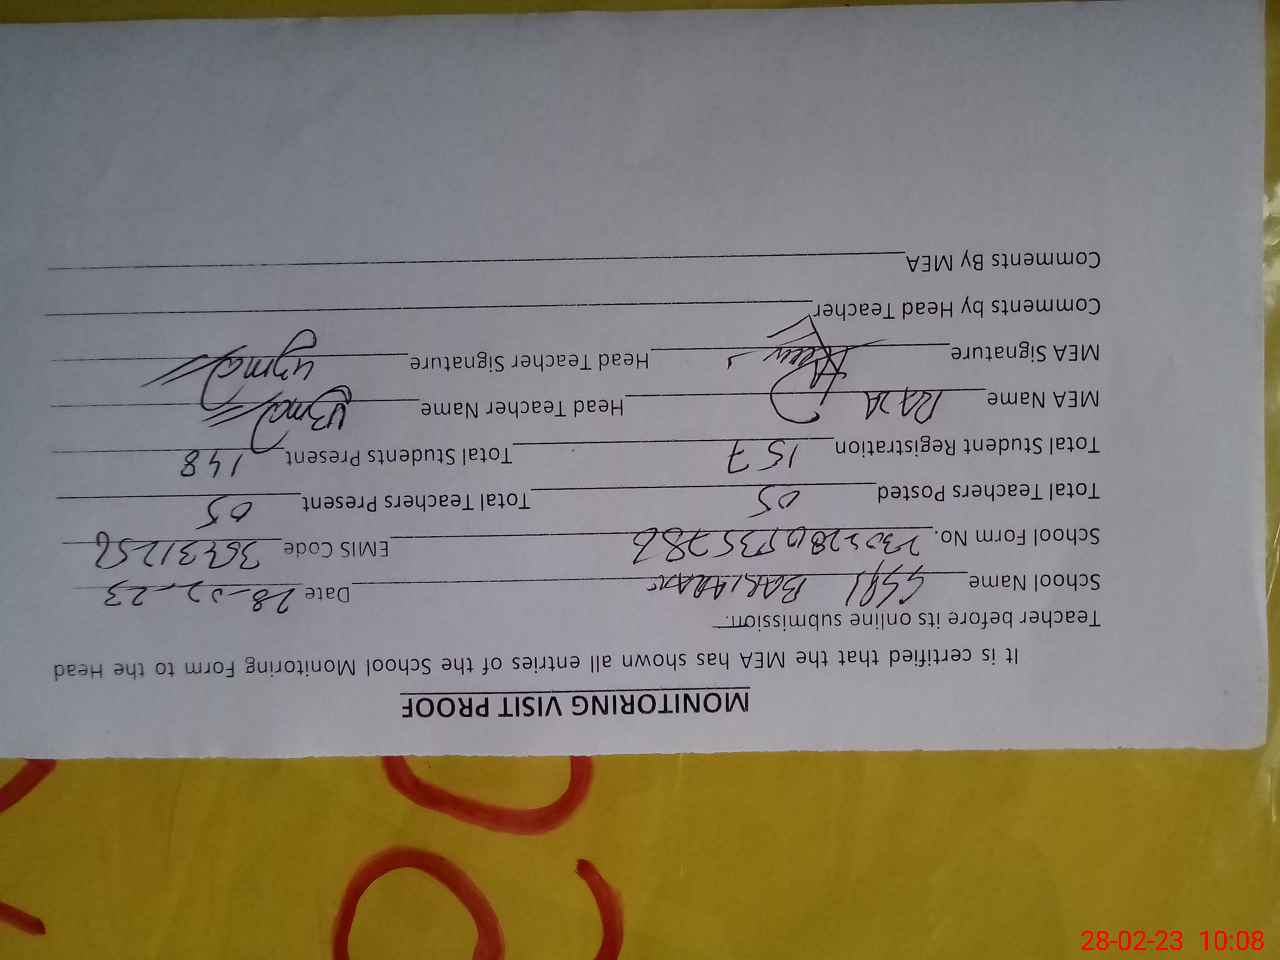 MONITORING VISIT PROOF
It is certified that the MEA has shown all entries of the School Monitoring Form to the Head
Teacher before its online submission.
School Name Date 28-02-23
School Form No. EMIS Code
Total Teachers Posted 05 Total Teachers Present 05
Total Student Registration 157 Total Students Present 148
MEA Name Head Teacher Name Uzma
MEA Signature Head Teacher Signature Uzma
Comments by Head Teacher
Comments By MEA
28-02-23 10:08